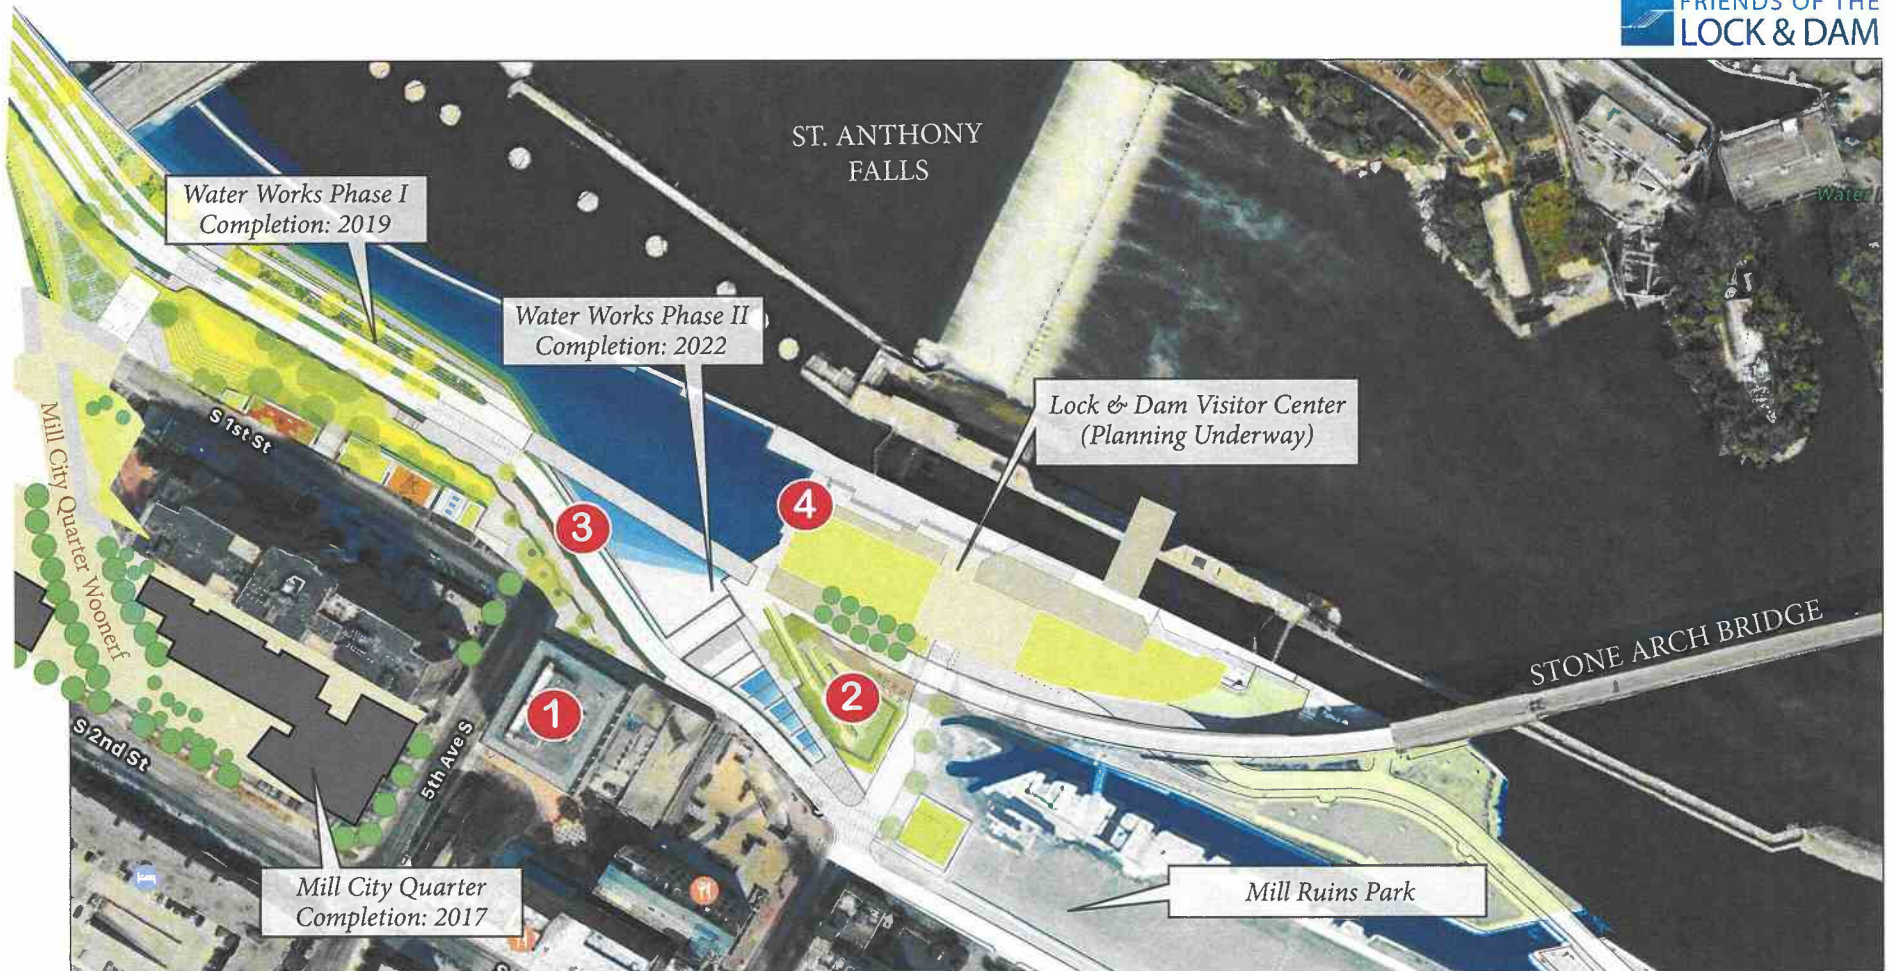 FRIENDS OF THE
LOCK & DAM
ST. ANTHONY
FALLS
Water Works Phase I
Completion: 2019
Water
Water Works Phase II
Completion: 2022
Lock & Dam Visitor Center
(Planning Underway)
S 1st St
Mill City Quarter Woonerf
4
3
STONE ARCH BRIDGE
2
1
S 2nd St
5th Ave S
Mill City Quarter
Completion: 2017
Mill Ruins Park
S